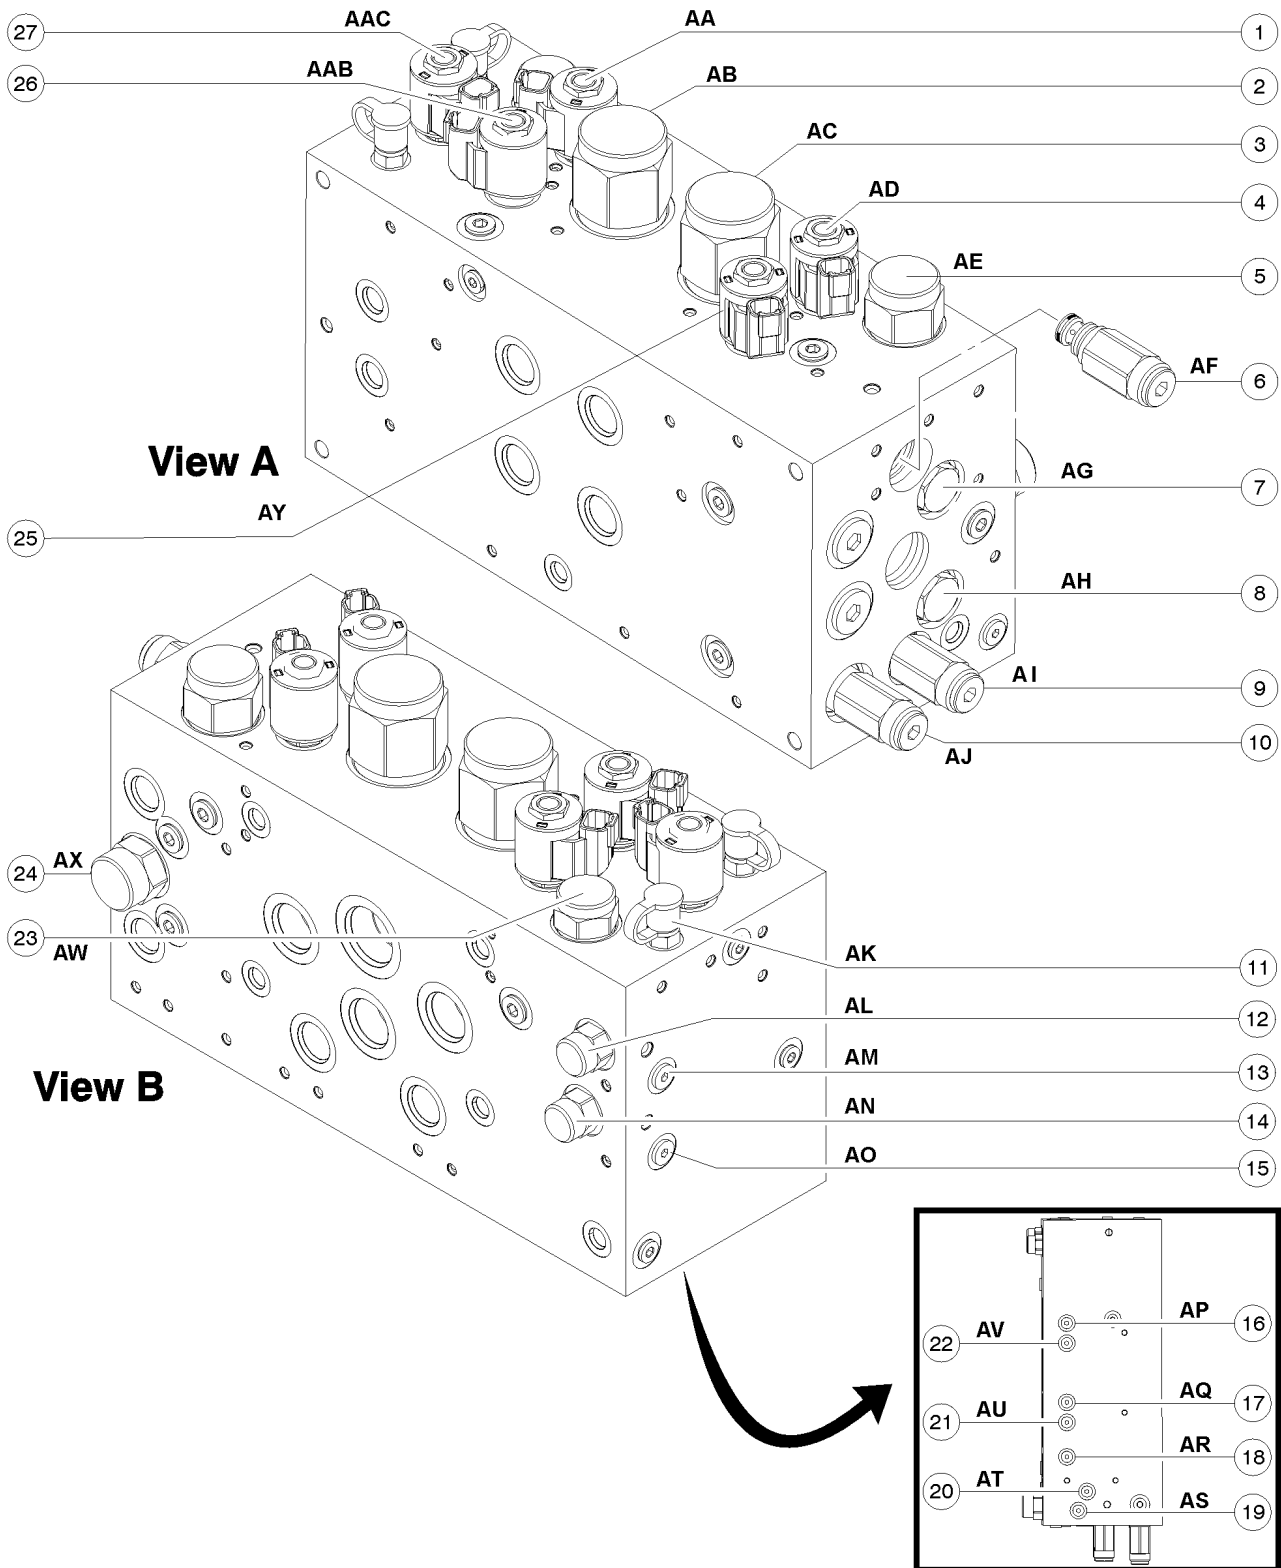 27 AAC AA 1
26 AAB AB 2
AC 3
AD 4
AE 5
AF 6
View A
AG 7
25 AY
AH 8
AI 9
AJ 10
24 AX
23 AW
AK 11
AL 12
View B
AM 13
AN 14
AO 15
22 AV AP 16
21 AU AQ 17
AR 18
20 AT AS 19